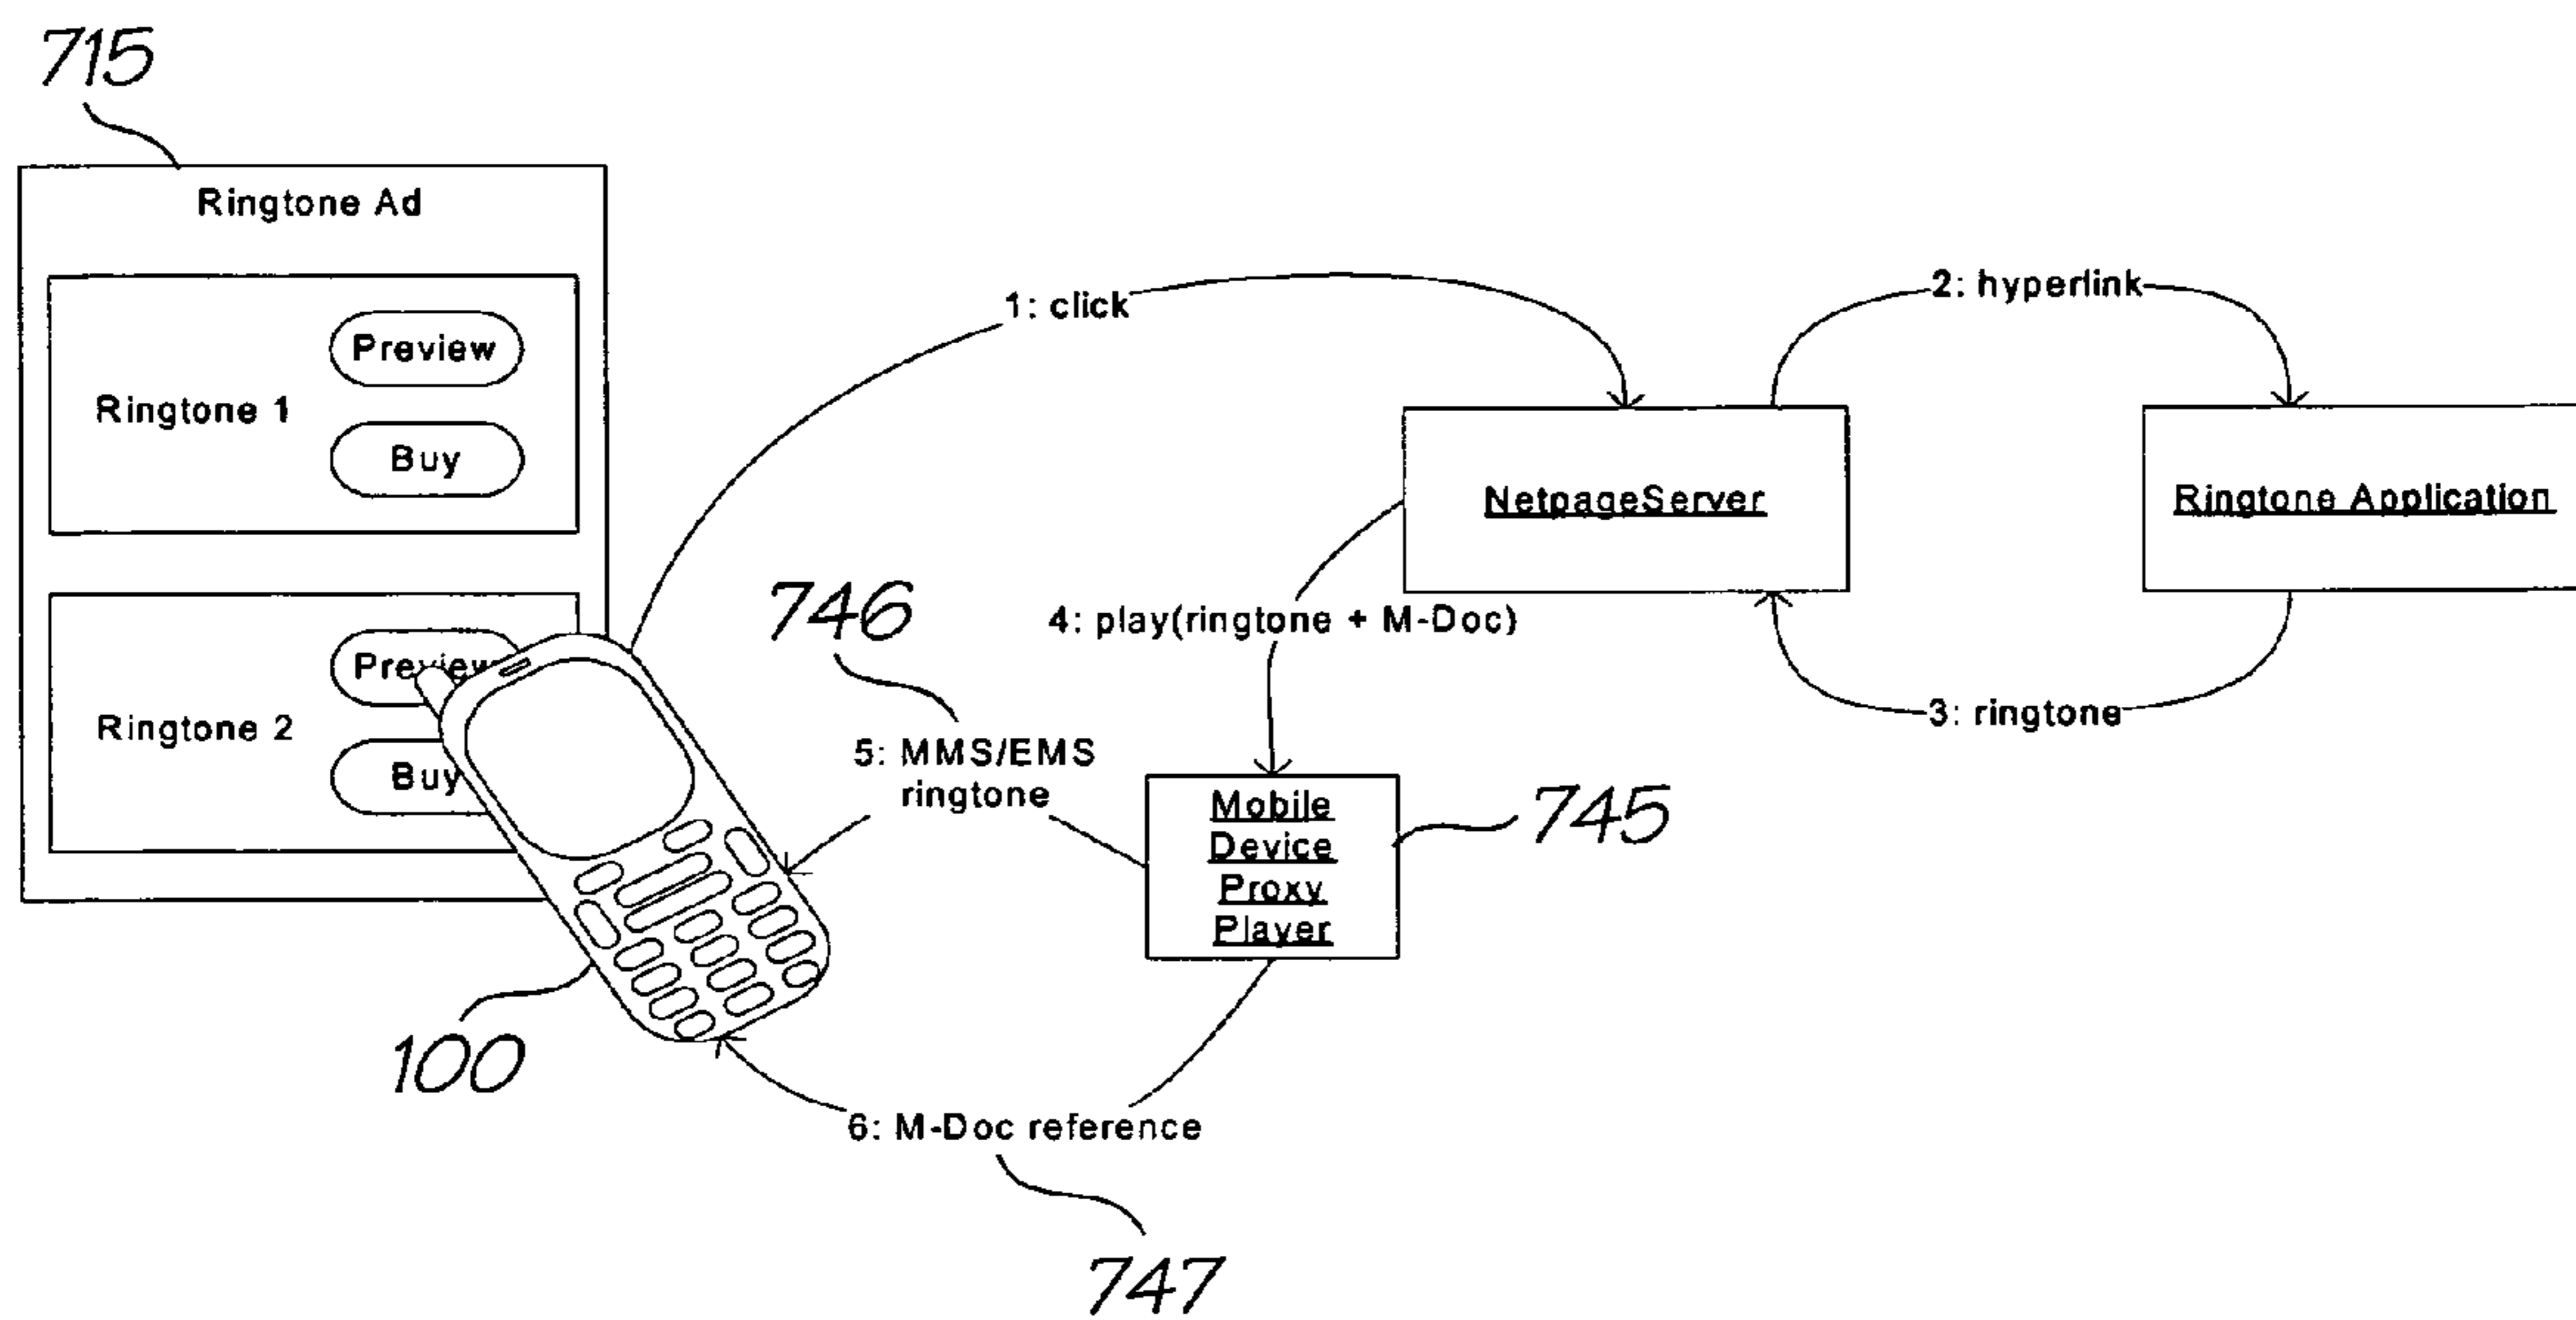 715
Ringtone Ad
Ringtone 1
Preview
Buy
Ringtone 2
Preview
Buy
100
1: click
2: hyperlink
NetpageServer
Ringtone Application
3: ringtone
4: play(ringtone + M-Doc)
746
5: MMS/EMS
ringtone
Mobile
Device
Proxy
Player
745
6: M-Doc reference
747